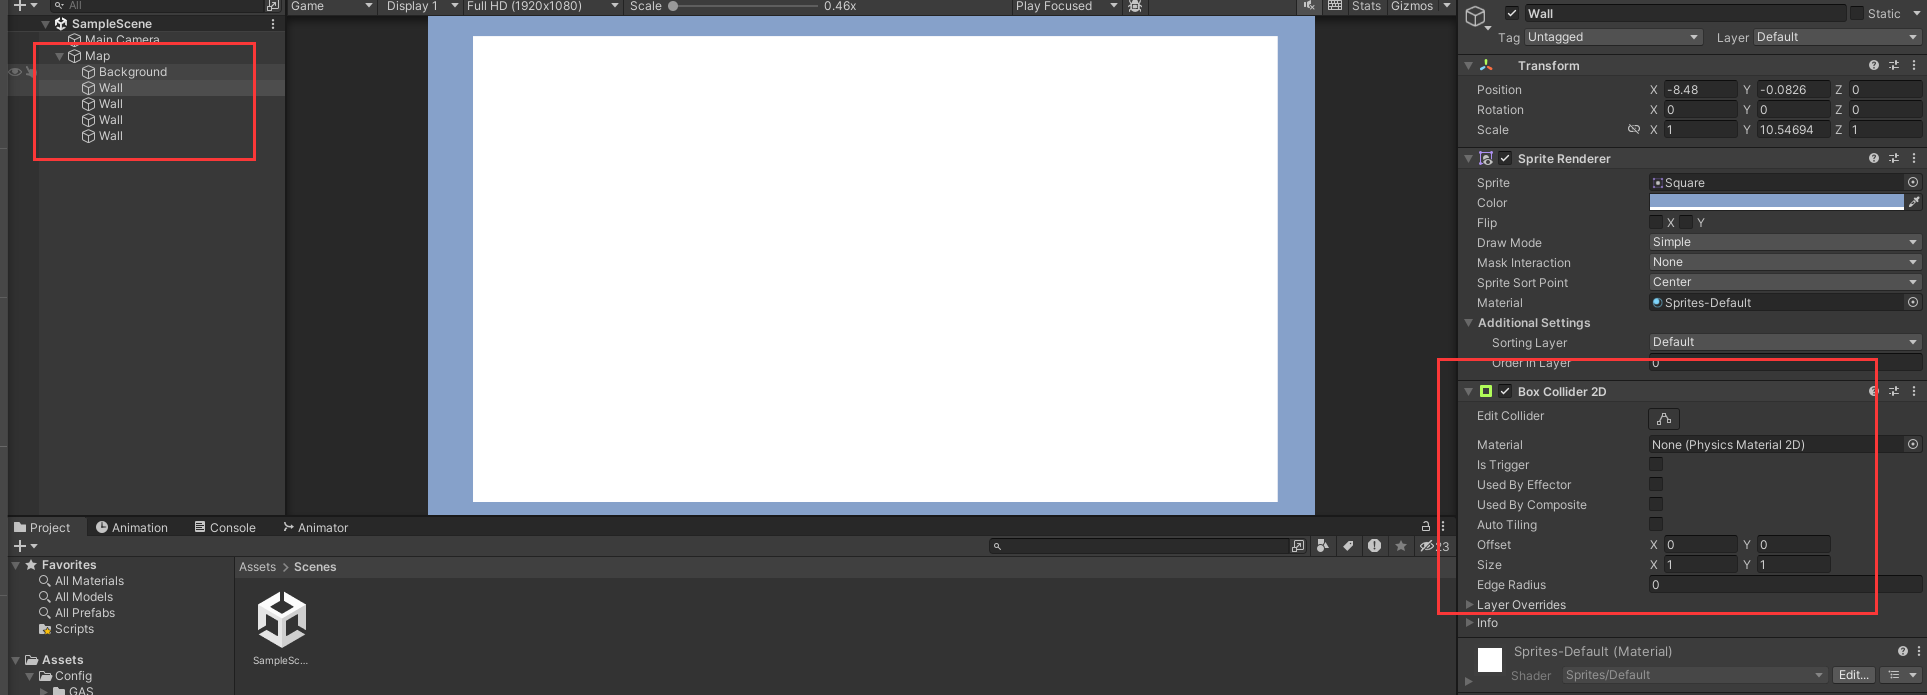 All
SampleScene
Main Camera
Map
Background
Wall
Wall
Wall
Wall
Game
Display 1
Full HD (1920x1080)
Scale
0.46x
Play Focused
Stats
Gizmos
Wall
Static
Tag
Untagged
Layer
Default
Transform
Position X -8.48 Y -0.0826 Z 0
Rotation X 0 Y 0 Z 0
Scale X 1 Y 10.54694 Z 1
Sprite Renderer
Sprite Square
Color
Flip X Y
Draw Mode Simple
Mask Interaction None
Sprite Sort Point Center
Material Sprites-Default
Additional Settings
Sorting Layer Default
Order in Layer 0
Box Collider 2D
Edit Collider
Material None (Physics Material 2D)
Is Trigger
Used By Effector
Used By Composite
Auto Tiling
Offset X 0 Y 0
Size X 1 Y 1
Edge Radius 0
Layer Overrides
Info
Sprites-Default (Material)
Shader Sprites/Default Edit...
Project
Animation
Console
Animator
23
Favorites
All Materials
All Models
All Prefabs
Scripts
Assets
Config
GAS
Assets > Scenes
SampleSc...